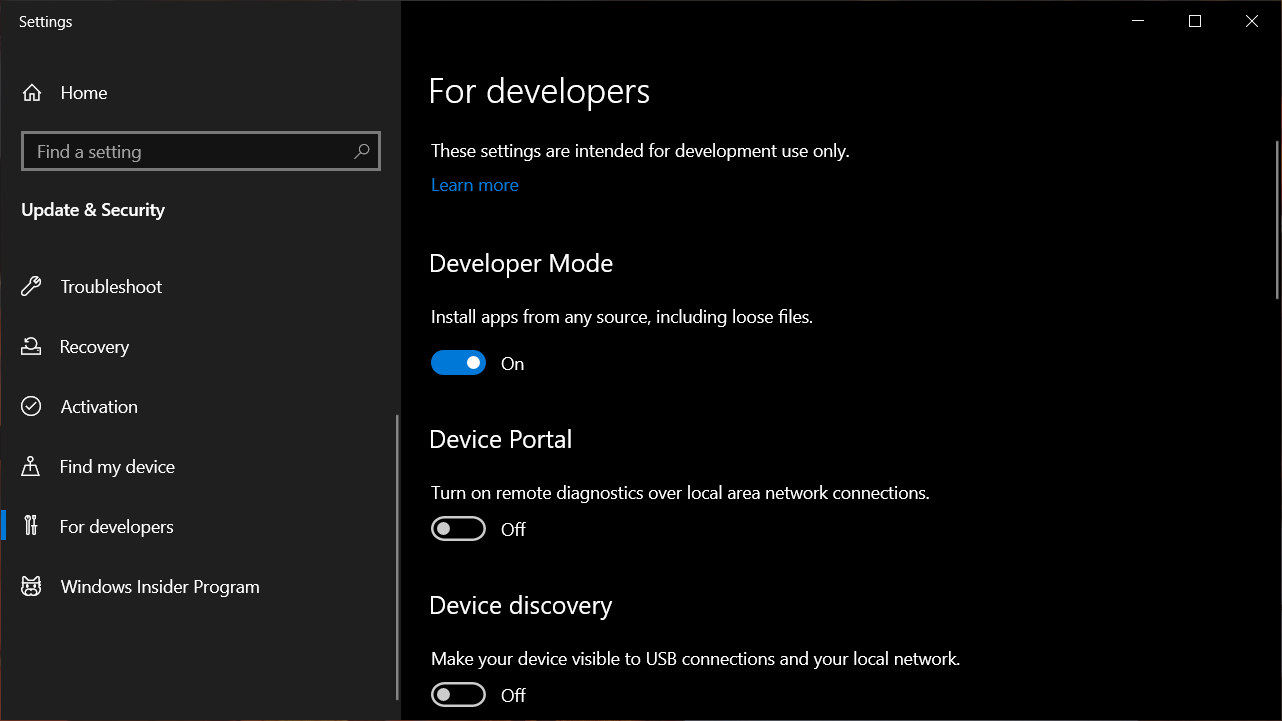 Settings
Home
Find a setting
Update & Security
Troubleshoot
Recovery
Activation
Find my device
For developers
Windows Insider Program
For developers
These settings are intended for development use only.
Learn more
Developer Mode
Install apps from any source, including loose files.
On
Device Portal
Turn on remote diagnostics over local area network connections.
Off
Device discovery
Make your device visible to USB connections and your local network.
Off